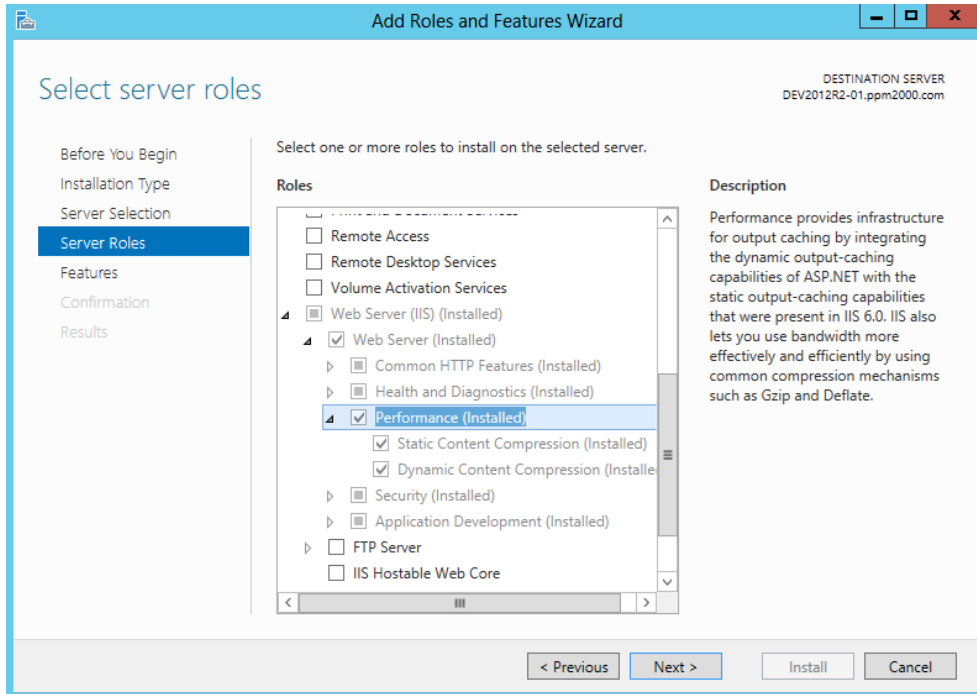 Add Roles and Features Wizard
Select server roles
DESTINATION SERVER
DEV2012R2-01.ppm2000.com
Before You Begin
Installation Type
Server Selection
Server Roles
Features
Confirmation
Results
Select one or more roles to install on the selected server.
Roles
Remote Access
Remote Desktop Services
Volume Activation Services
Web Server (IIS) (Installed)
Web Server (Installed)
Common HTTP Features (Installed)
Health and Diagnostics (Installed)
Performance (Installed)
Static Content Compression (Installed)
Dynamic Content Compression (Installe
Security (Installed)
Application Development (Installed)
FTP Server
IIS Hostable Web Core
Description
Performance provides infrastructure
for output caching by integrating
the dynamic output-caching
capabilities of ASP.NET with the
static output-caching capabilities
that were present in IIS 6.0. IIS also
lets you use bandwidth more
effectively and efficiently by using
common compression mechanisms
such as Gzip and Deflate.
< Previous
Next >
Install
Cancel